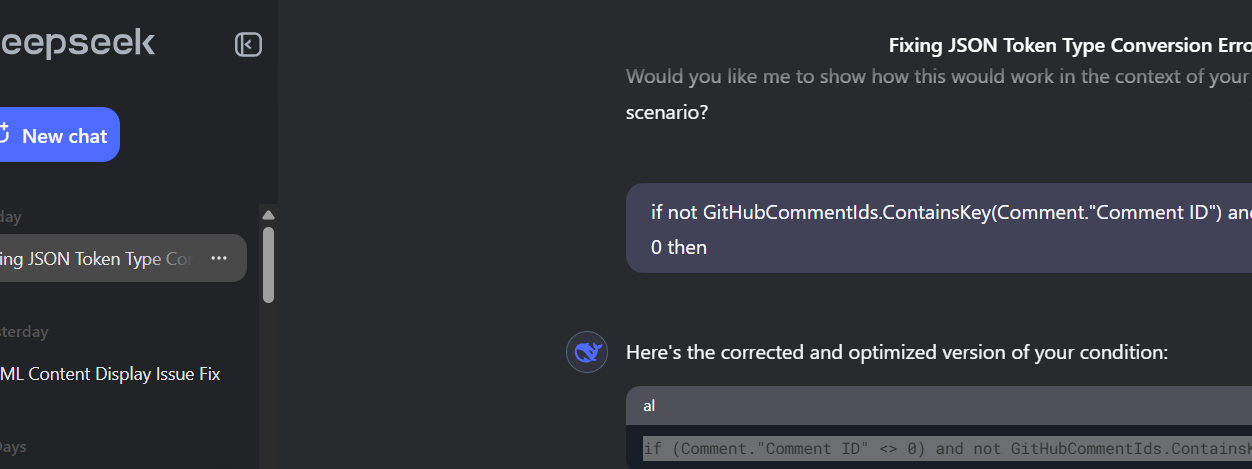 eepseek
New chat
day
ing JSON Token Type Co
sterday
ML Content Display Issue Fix
Days
Fixing JSON Token Type Conversion Erro
Would you like me to show how this would work in the context of your
scenario?
if not GitHubCommentIds.ContainsKey(Comment."Comment ID") and
0 then
Here's the corrected and optimized version of your condition:
al
if (Comment."Comment ID" <> 0) and not GitHubCommentIds.ContainsK